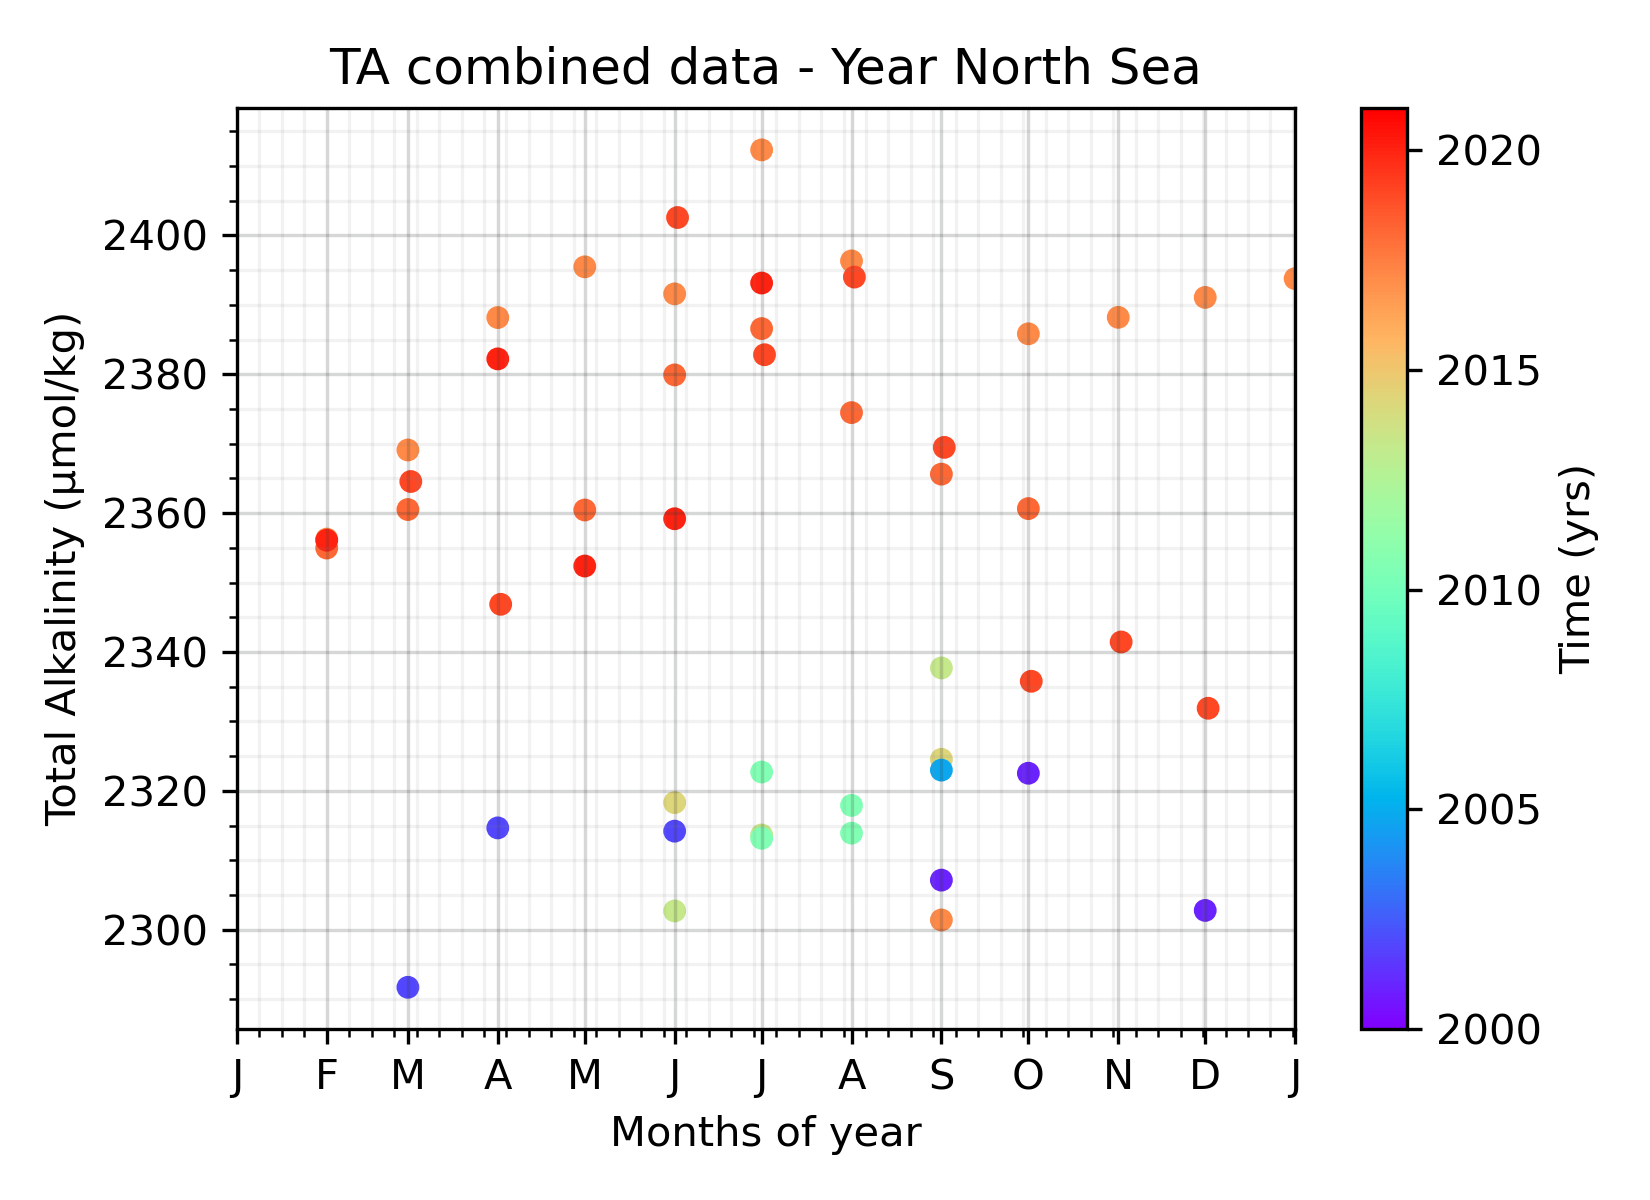 TA combined data - Year North Sea
Total Alkalinity (μmol/kg)
2400
2380
2360
2340
2320
2300
J F M A M J J A S O N D J
Months of year
2020
2015
2010
2005
2000
Time (yrs)